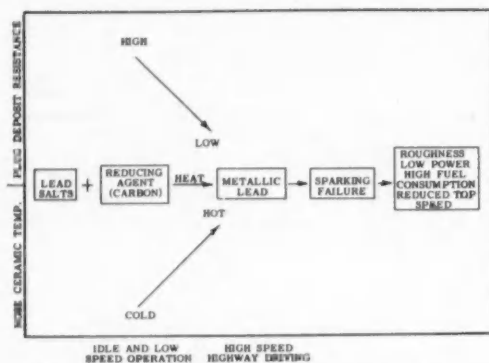 PLUG DEPOSIT RESISTANCE
NOSE CERAMIC TEMP.
HIGH
LOW
LEAD
SALTS
+
REDUCING
AGENT
(CARBON)
HEAT
METALLIC
LEAD
SPARKING
FAILURE
ROUGHNESS
LOW POWER
HIGH FUEL
CONSUMPTION
REDUCED TOP
SPEED
HOT
COLD
IDLE AND LOW
SPEED OPERATION
HIGH SPEED
HIGHWAY DRIVING